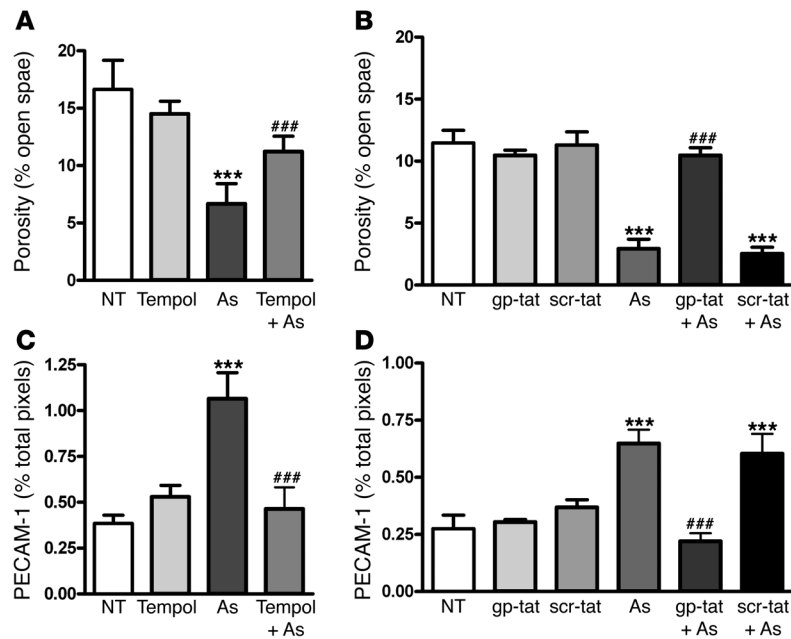 A
Porosity (% open spae)
20
15
10
5
0
***
###
NT Tempol As Tempol
+ As
B
Porosity (% open spae)
20
15
10
5
0
***
###
***
NT gp-tat scr-tat As gp-tat scr-tat
+ As + As
C
PECAM-1 (% total pixels)
1.25
1.00
0.75
0.50
0.25
0.00
***
###
NT Tempol As Tempol
+ As
D
PECAM-1 (% total pixels)
1.00
0.75
0.50
0.25
0.00
***
###
***
NT gp-tat scr-tat As gp-tat scr-tat
+ As + As